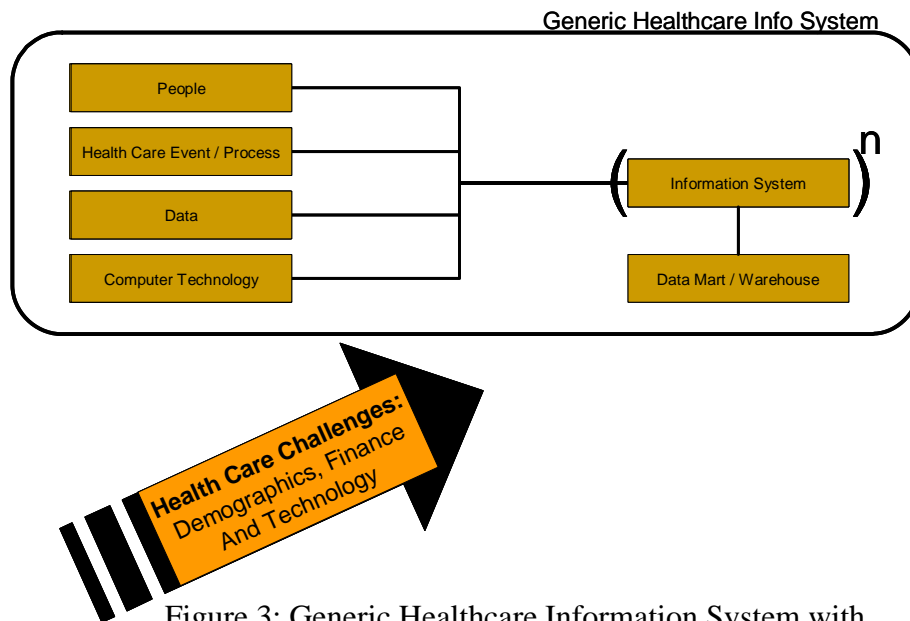 Generic Healthcare Info System
People
Health Care Event / Process
Data
Computer Technology
( Information System )n
Data Mart / Warehouse
Health Care Challenges:
Demographics, Finance
And Technology
Figure 3: Generic Healthcare Information System with